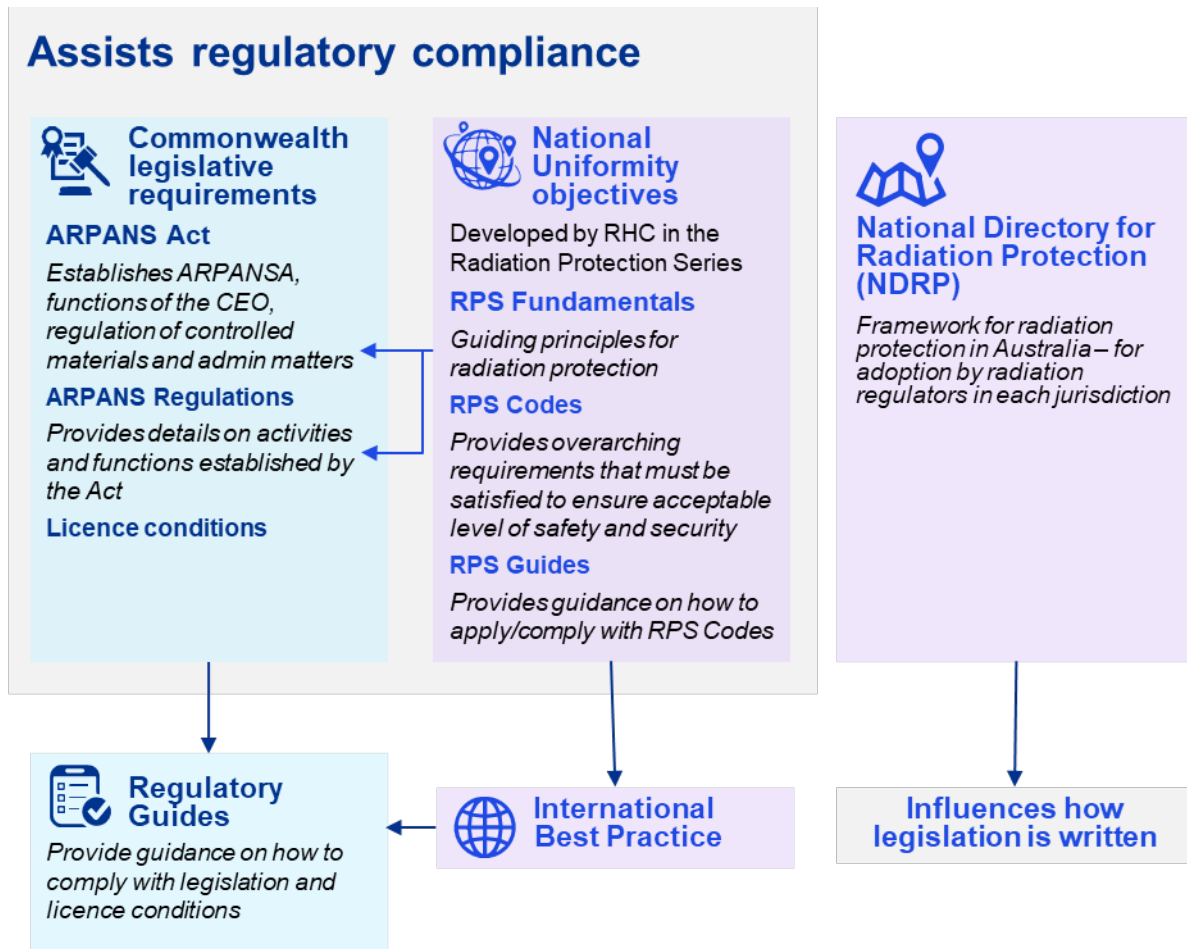 Assists regulatory compliance
Commonwealth
legislative
requirements
ARPANS Act
Establishes ARPANSA,
functions of the CEO,
regulation of controlled
materials and admin matters
ARPANS Regulations
Provides details on activities
and functions established by
the Act
Licence conditions
National
Uniformity
objectives
Developed by RHC in the
Radiation Protection Series
RPS Fundamentals
Guiding principles for
radiation protection
RPS Codes
Provides overarching
requirements that must be
satisfied to ensure acceptable
level of safety and security
RPS Guides
Provides guidance on how to
apply/comply with RPS Codes
National Directory for
Radiation Protection
(NDRP)
Framework for radiation
protection in Australia – for
adoption by radiation
regulators in each jurisdiction
Regulatory
Guides
Provide guidance on how to
comply with legislation and
licence conditions
International
Best Practice
Influences how
legislation is written